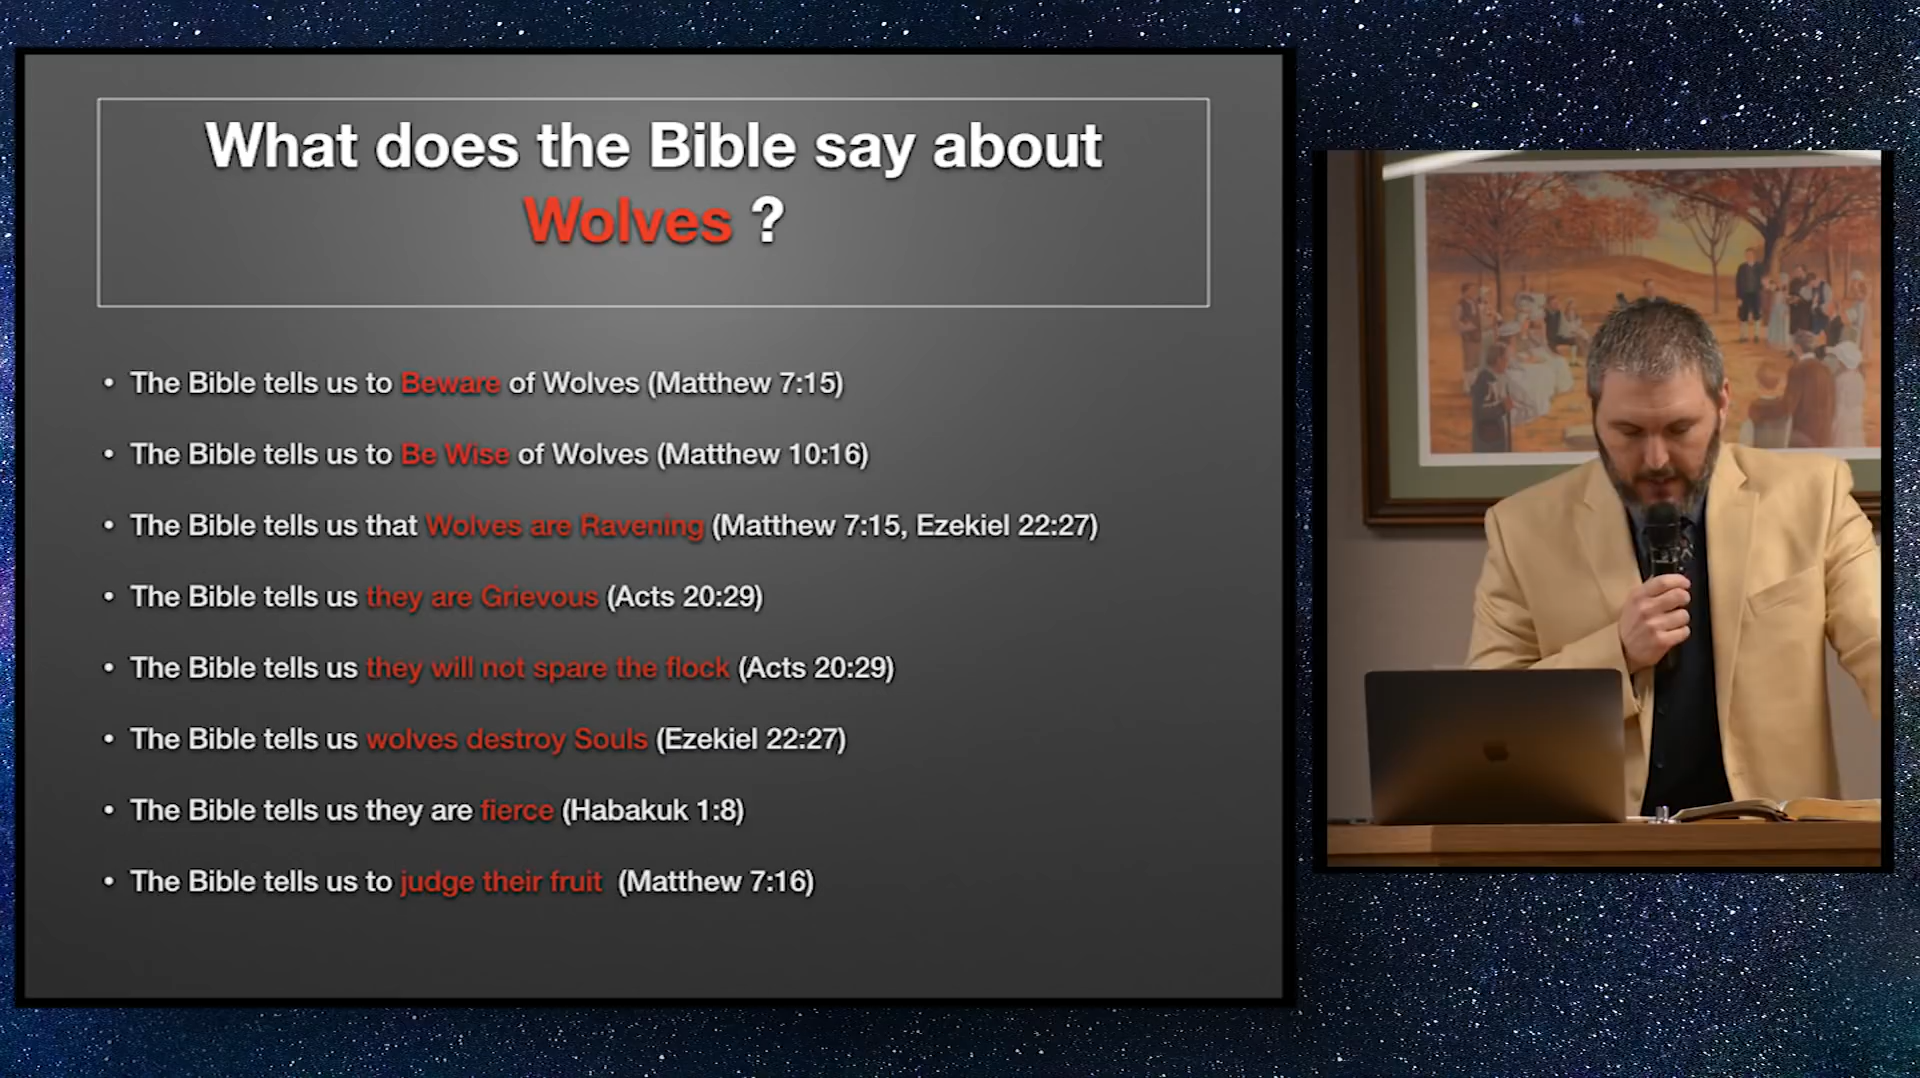 What does the Bible say about
Wolves ?
• The Bible tells us to Beware of Wolves (Matthew 7:15)
• The Bible tells us to Be Wise of Wolves (Matthew 10:16)
• The Bible tells us that Wolves are Ravening (Matthew 7:15, Ezekiel 22:27)
• The Bible tells us they are Grievous (Acts 20:29)
• The Bible tells us they will not spare the flock (Acts 20:29)
• The Bible tells us wolves destroy Souls (Ezekiel 22:27)
• The Bible tells us they are fierce (Habakuk 1:8)
• The Bible tells us to judge their fruit (Matthew 7:16)